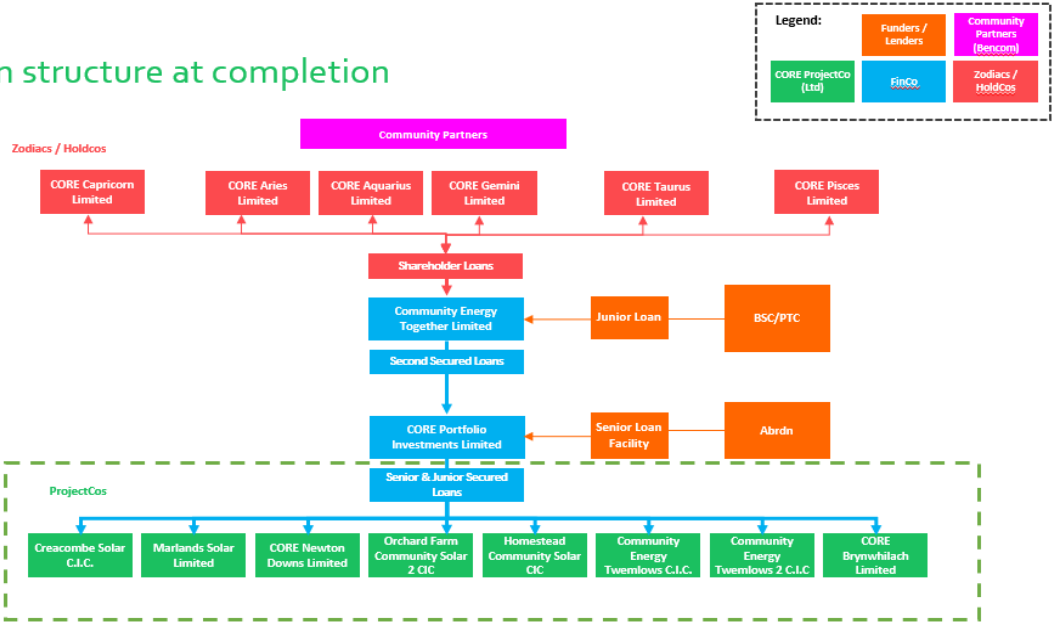 Legend:
Funders /
Lenders
Community
Partners
(Bencom)
CORE ProjectCo
(Ltd)
FinCo
Zodiacs /
HoldCos
n structure at completion
Community Partners
Zodiacs / Holdcos
CORE Capricorn
Limited
CORE Aries
Limited
CORE Aquarius
Limited
CORE Gemini
Limited
CORE Taurus
Limited
CORE Pisces
Limited
Shareholder Loans
Community Energy
Together Limited
Junior Loan
BSC/PTC
Second Secured Loans
CORE Portfolio
Investments Limited
Senior Loan
Facility
Abrdn
Senior & Junior Secured
Loans
ProjectCos
Creacombe Solar
C.I.C.
Marlands Solar
Limited
CORE Newton
Downs Limited
Orchard Farm
Community Solar
2 CIC
Homestead
Community Solar
CIC
Community
Energy
Twemlows C.I.C.
Community
Energy
Twemlows 2 C.I.C
CORE
Brynwhilach
Limited